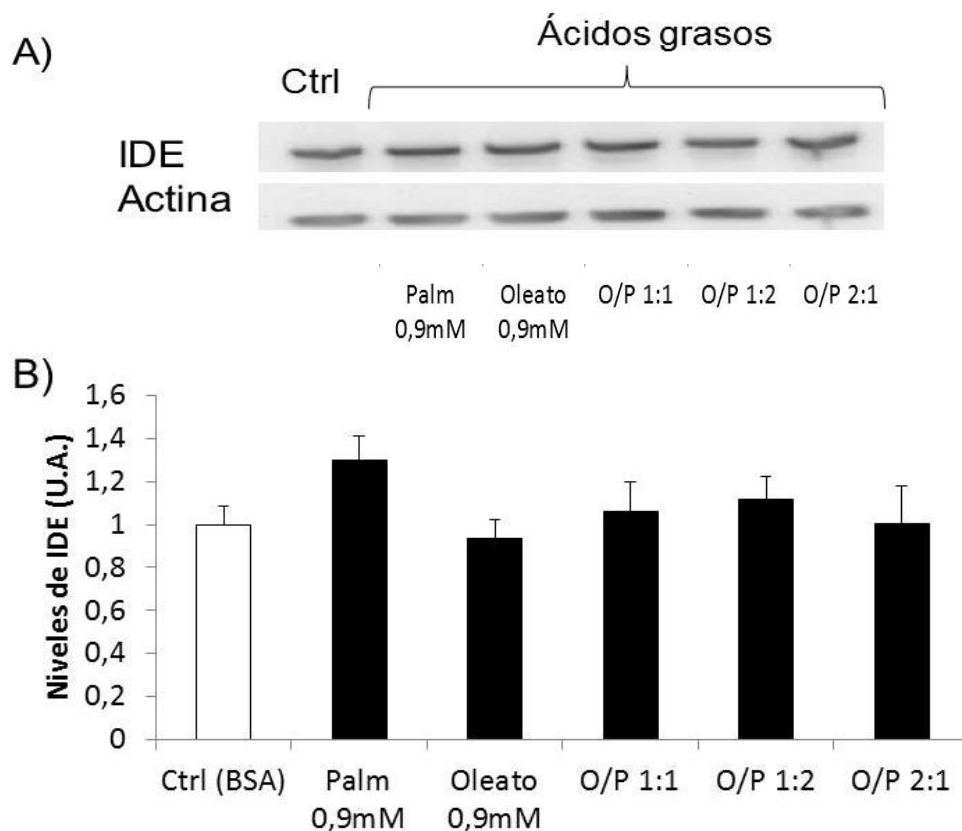 A)
Ácidos grasos
Ctrl
IDE
Actina
Palm
0,9mM
Oleato
0,9mM
O/P 1:1
O/P 1:2
O/P 2:1
B)
Niveles de IDE (U.A.)
1,6
1,4
1,2
1
0,8
0,6
0,4
0,2
0
Ctrl (BSA)
Palm
0,9mM
Oleato
0,9mM
O/P 1:1
O/P 1:2
O/P 2:1